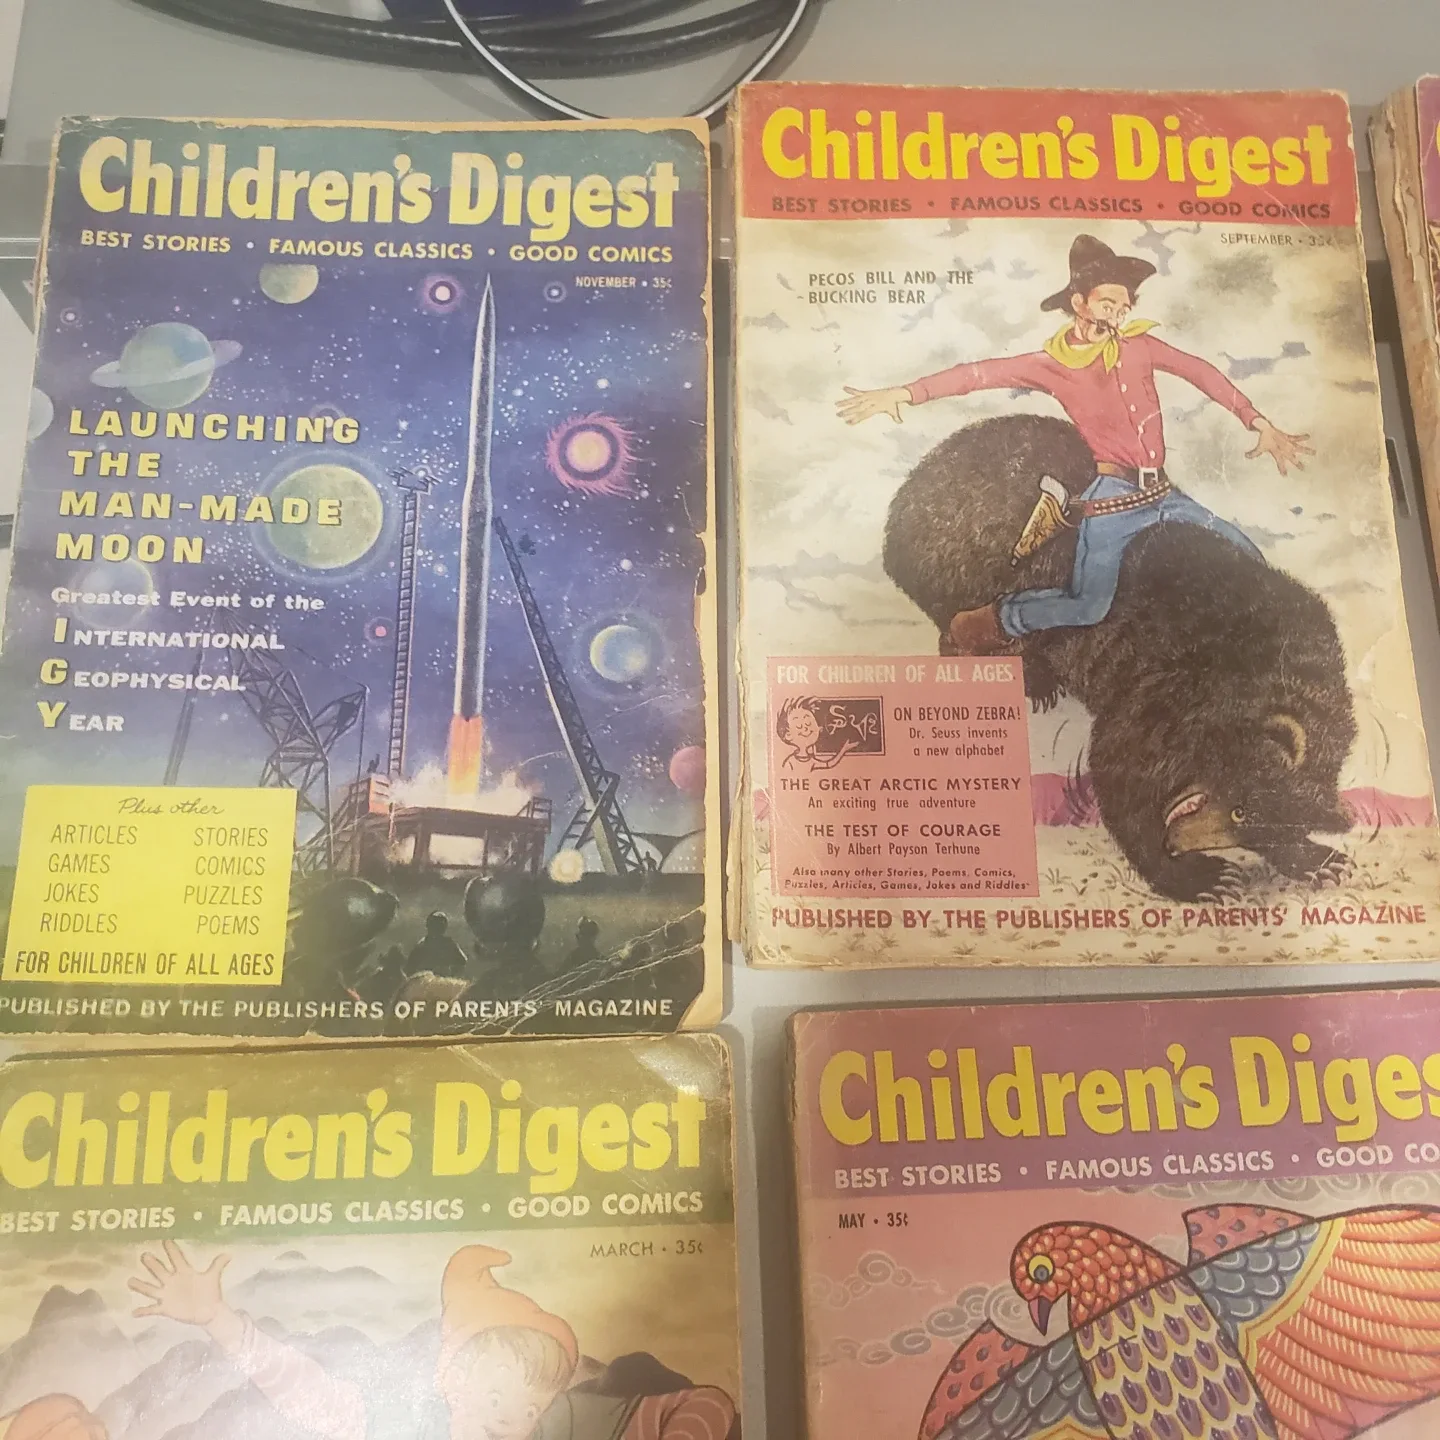 Children's Digest
BEST STORIES • FAMOUS CLASSICS • GOOD COMICS
NOVEMBER • 35¢
LAUNCHING
THE
MAN-MADE
MOON
Greatest Event of the
INTERNATIONAL
GEOPHYSICAL
YEAR
Plus other
ARTICLES STORIES
GAMES COMICS
JOKES PUZZLES
RIDDLES POEMS
FOR CHILDREN OF ALL AGES
PUBLISHED BY THE PUBLISHERS OF PARENTS' MAGAZINE
Children's Digest
BEST STORIES • FAMOUS CLASSICS • GOOD COMICS
SEPTEMBER • 35¢
PECOS BILL AND THE
BUCKING BEAR
FOR CHILDREN OF ALL AGES
ON BEYOND ZEBRA!
Dr. Seuss invents
a new alphabet
THE GREAT ARCTIC MYSTERY
An exciting true adventure
THE TEST OF COURAGE
By Albert Payson Terhune
Also many other Stories, Poems, Comics,
Puzzles, Articles, Games, Jokes and Riddles
PUBLISHED BY THE PUBLISHERS OF PARENTS' MAGAZINE
Children's Digest
BEST STORIES • FAMOUS CLASSICS • GOOD COMICS
MARCH • 35¢
Children's Diges
BEST STORIES • FAMOUS CLASSICS • GOOD CO
MAY • 35¢